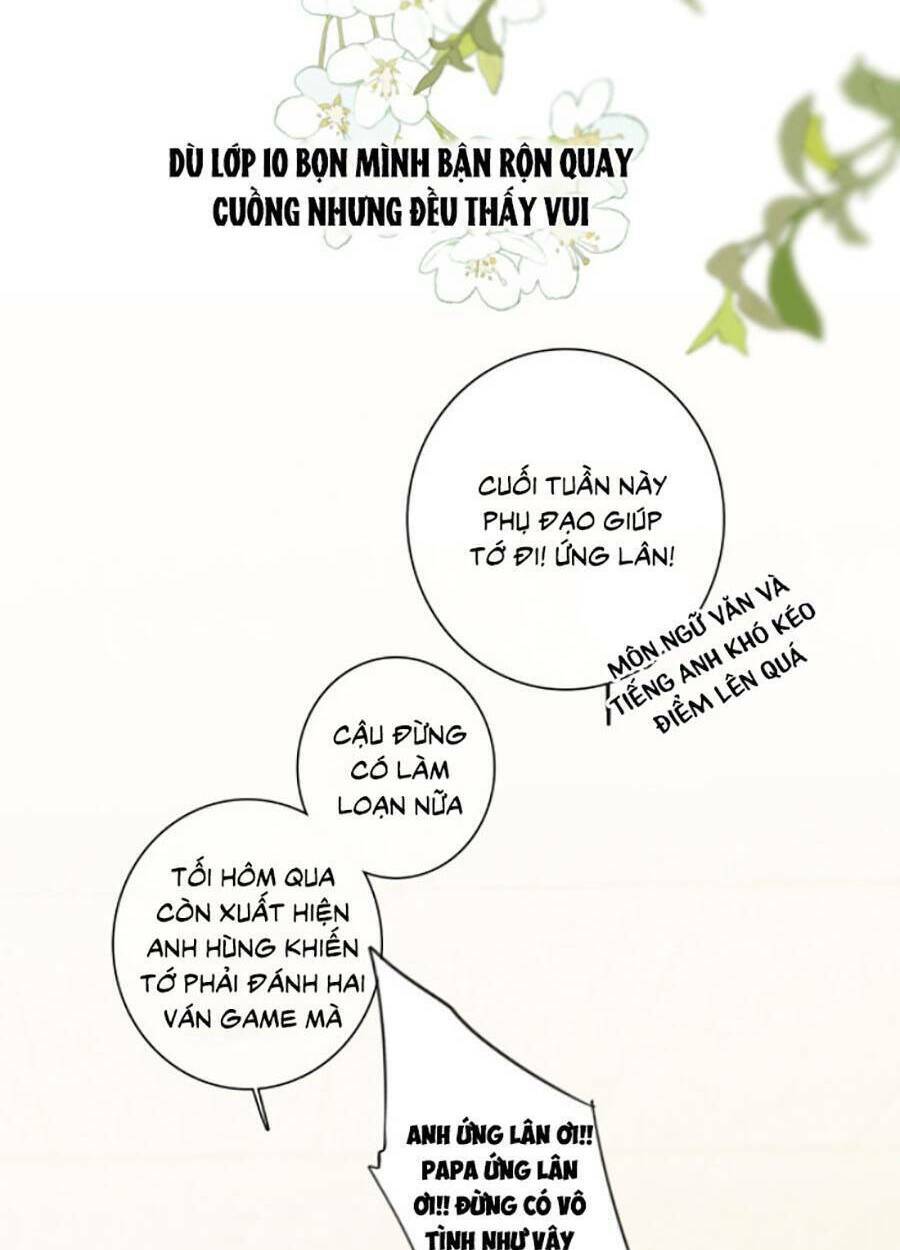 DÙ LỚP 10 BỌN MÌNH BẬN RỘN QUAY
CUỒNG NHƯNG ĐỀU THẤY VUI
CUỐI TUẦN NÀY
PHỤ ĐẠO GIÚP
TỚ ĐI! ỨNG LÂN!
MÔN NGỮ VĂN VÀ
TIẾNG ANH KHÓ KÉO
ĐIỂM LÊN QUÁ
CẬU ĐỪNG
CÓ LÀM
LOẠN NỮA
TỐI HÔM QUA
CÒN XUẤT HIỆN
ANH HÙNG KHIẾN
TỚ PHẢI ĐÁNH HAI
VÁN GAME MÀ
ANH ỨNG LÂN ƠI!!
PAPA ỨNG LÂN
ƠI!! ĐỪNG CÓ VÔ
TÌNH NHƯ VẬY